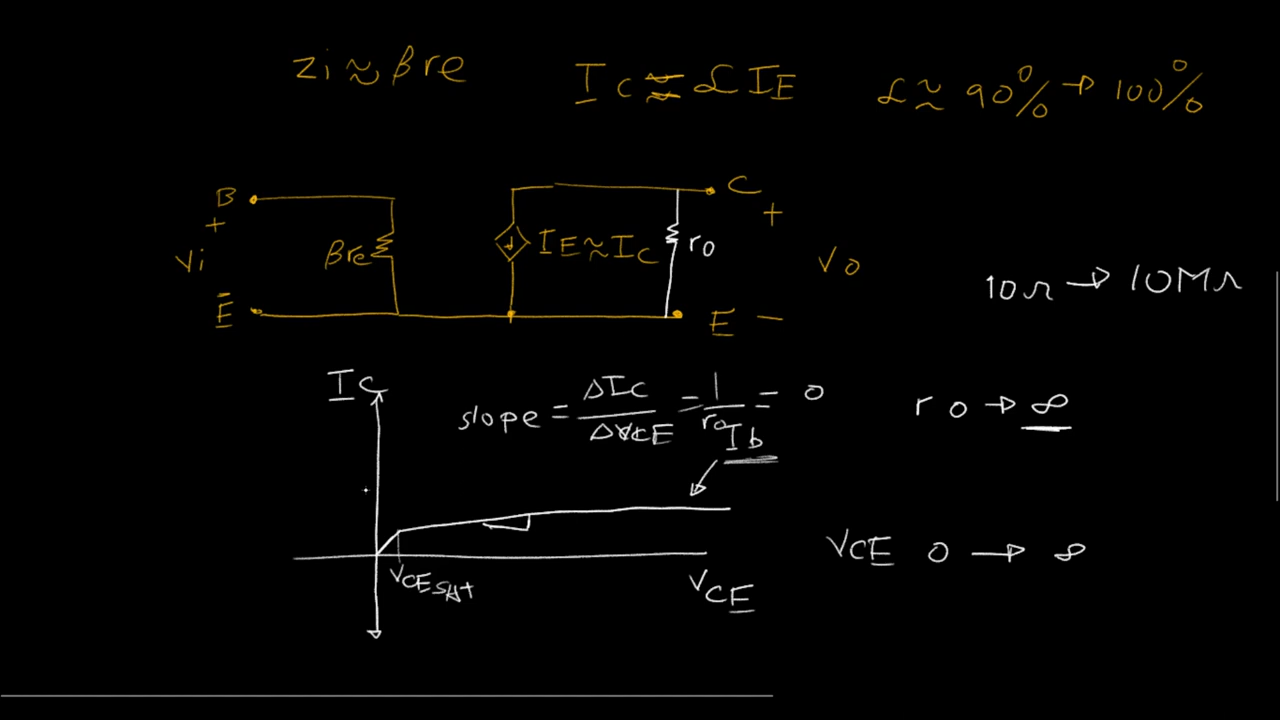 zi ≈ βre
IC ≈ αIE
α ≈ 90% → 100%
B
C
+
+
Vi
βre
IE ≈ IC
ro
Vo
10Ω → 10MΩ
E
E −
IC
slope = ΔIC/ΔVCE = 1/ro = 0
ro → ∞
Ib
VCE 0 → ∞
VCESAT
VCE